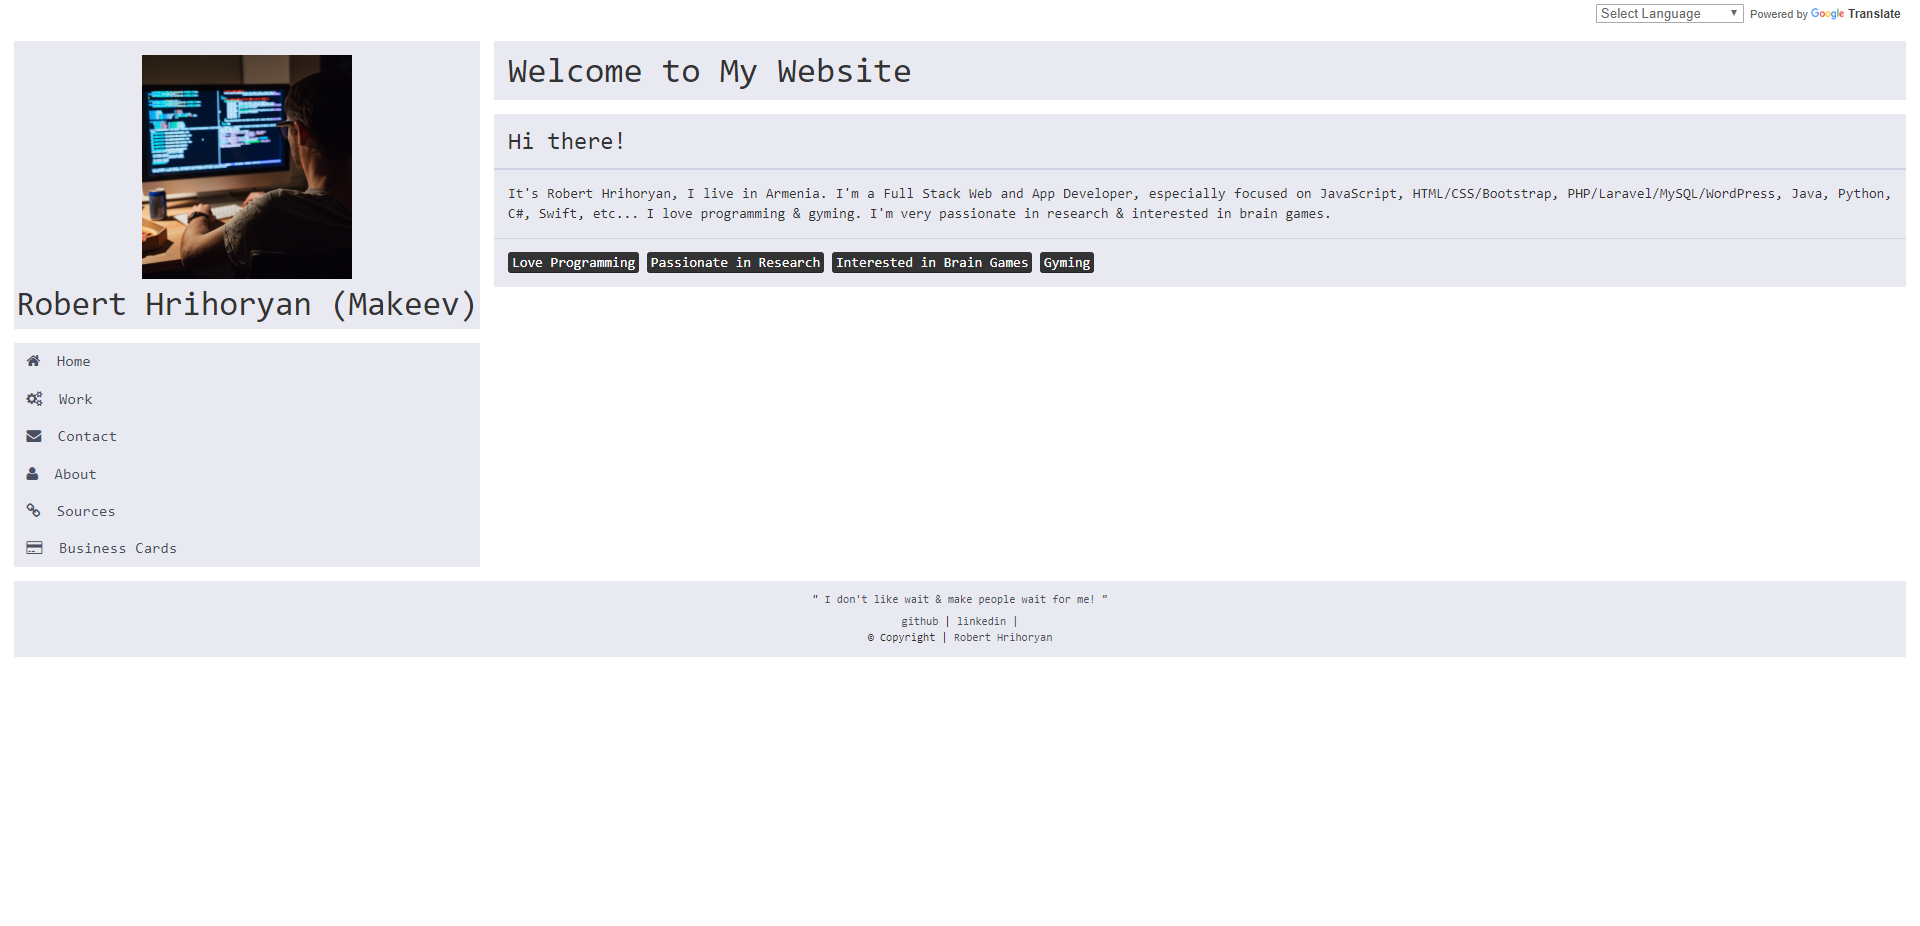 Select Language
Powered by Google Translate
Robert Hrihoryan (Makeev)
Home
Work
Contact
About
Sources
Business Cards
Welcome to My Website
Hi there!
It's Robert Hrihoryan, I live in Armenia. I'm a Full Stack Web and App Developer, especially focused on JavaScript, HTML/CSS/Bootstrap, PHP/Laravel/MySQL/WordPress, Java, Python,
C#, Swift, etc... I love programming & gyming. I'm very passionate in research & interested in brain games.
Love Programming Passionate in Research Interested in Brain Games Gyming
" I don't like wait & make people wait for me! "
github | linkedin |
© Copyright | Robert Hrihoryan